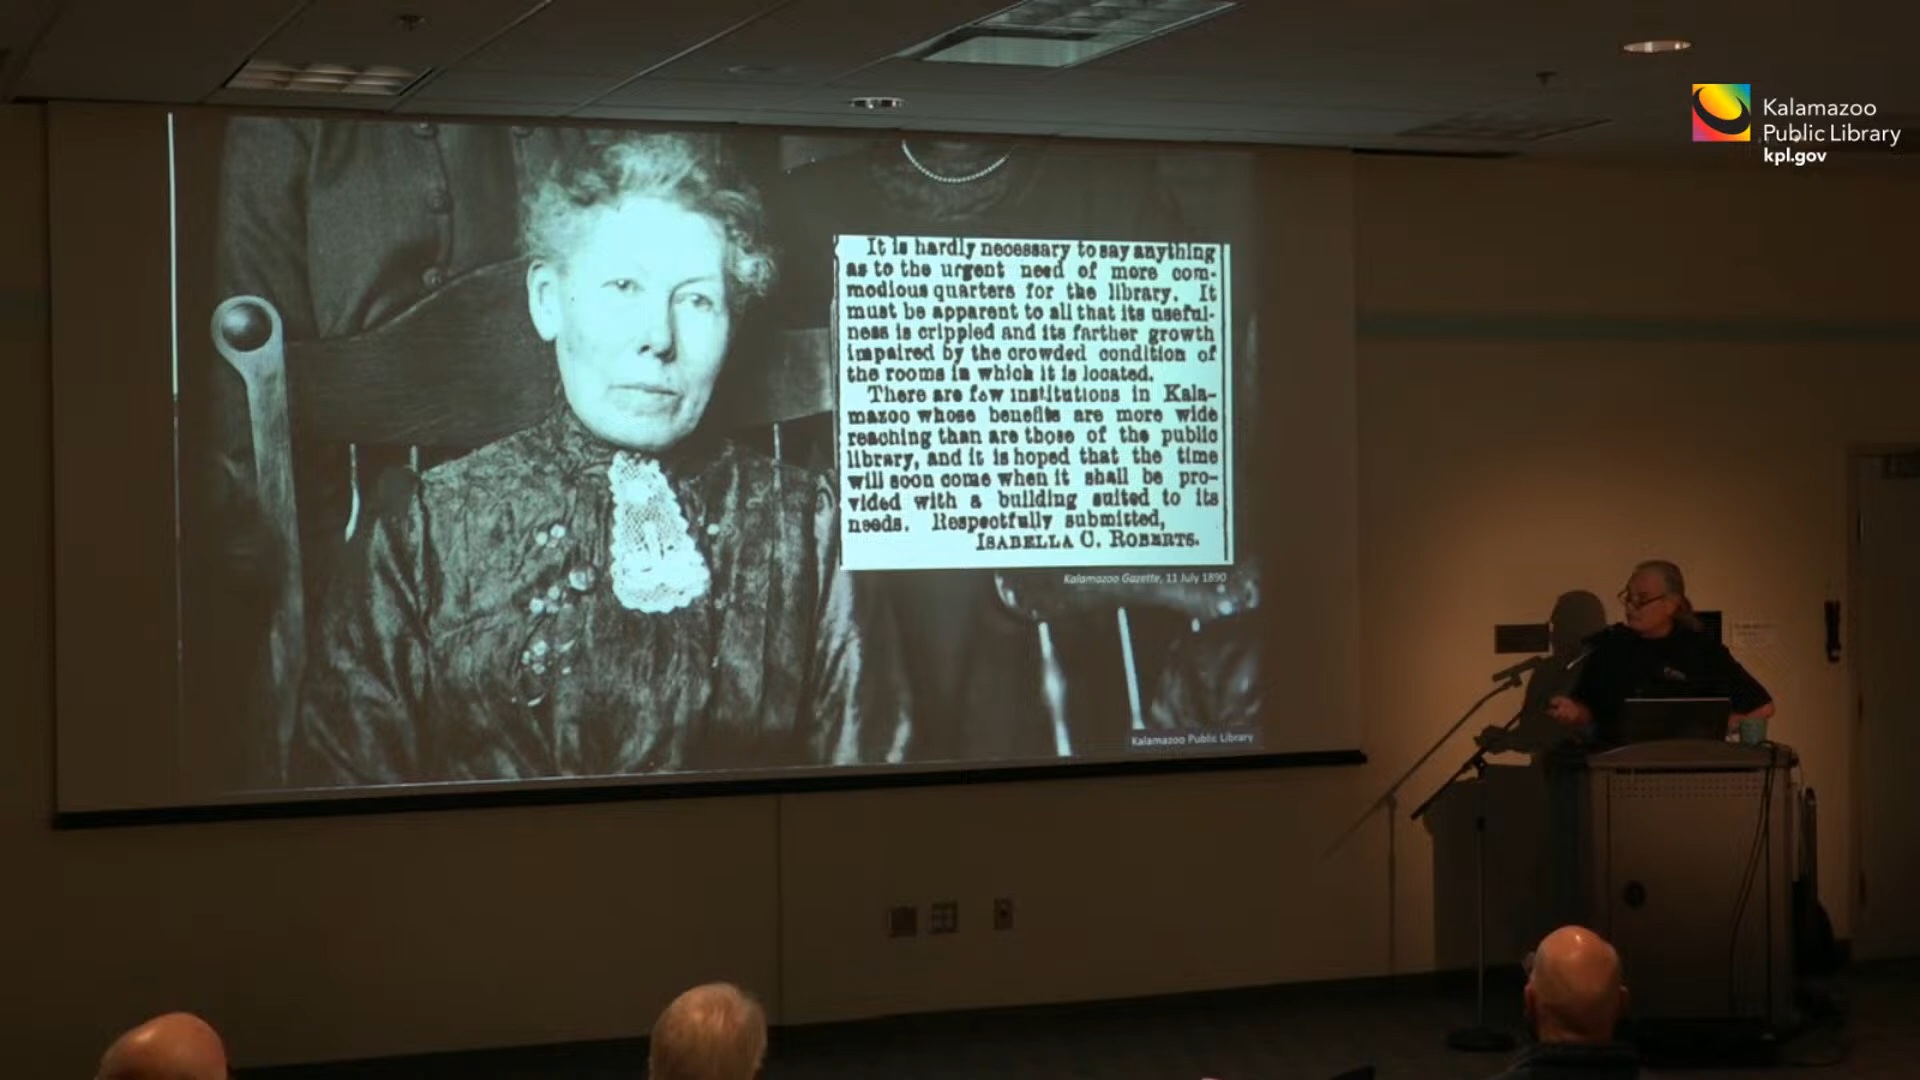 Kalamazoo
Public Library
kpl.gov
It is hardly necessary to say anything
as to the urgent need of more com-
modious quarters for the library. It
must be apparent to all that its useful-
ness is crippled and its farther growth
impaired by the crowded condition of
the rooms in which it is located.
There are few institutions in Kala-
mazoo whose benefits are more wide
reaching than are those of the public
library, and it is hoped that the time
will soon come when it shall be pro-
vided with a building suited to its
needs. Respectfully submitted,
ISABELLA C. ROBERTS.
Kalamazoo Gazette, 11 July 1890
Kalamazoo Public Library